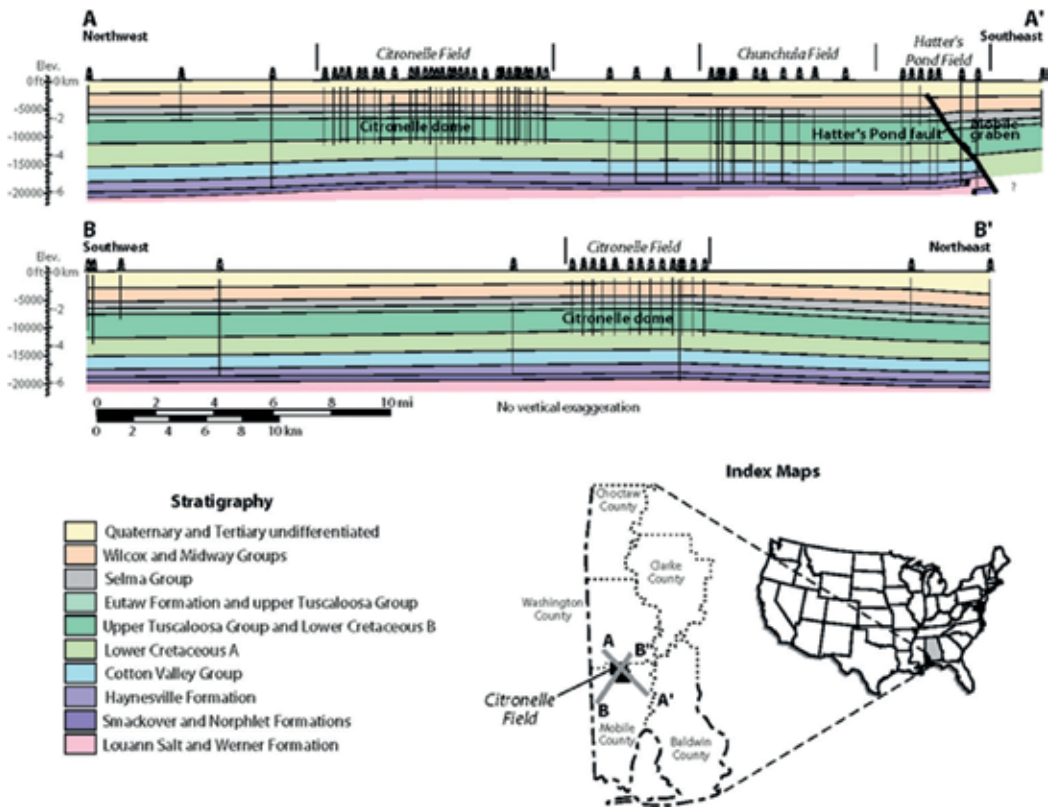 A
A'
Northwest
Citronelle Field
Chunchula Field
Hatter's
Pond Field
Southeast
Elev.
0ft
0km
-5000
-2
-10000
-4
-15000
-20000
-6
Citronelle dome
Hatter's Pond fault
Mobile
graben
?
B
B'
Southwest
Citronelle Field
Northeast
Elev.
0ft
0km
-5000
-2
-10000
-4
-15000
-20000
-6
Citronelle dome
0 2 4 6 8 10 mi
0 2 4 6 8 10 km
No vertical exaggeration
Index Maps
Stratigraphy
Quaternary and Tertiary undifferentiated
Wilcox and Midway Groups
Selma Group
Eutaw Formation and upper Tuscaloosa Group
Upper Tuscaloosa Group and Lower Cretaceous B
Lower Cretaceous A
Cotton Valley Group
Haynesville Formation
Smackover and Norphlet Formations
Louann Salt and Werner Formation
Choctaw
County
Clarke
County
Washington
County
A
B'
Citronelle
Field
B
A'
Mobile
County
Baldwin
County